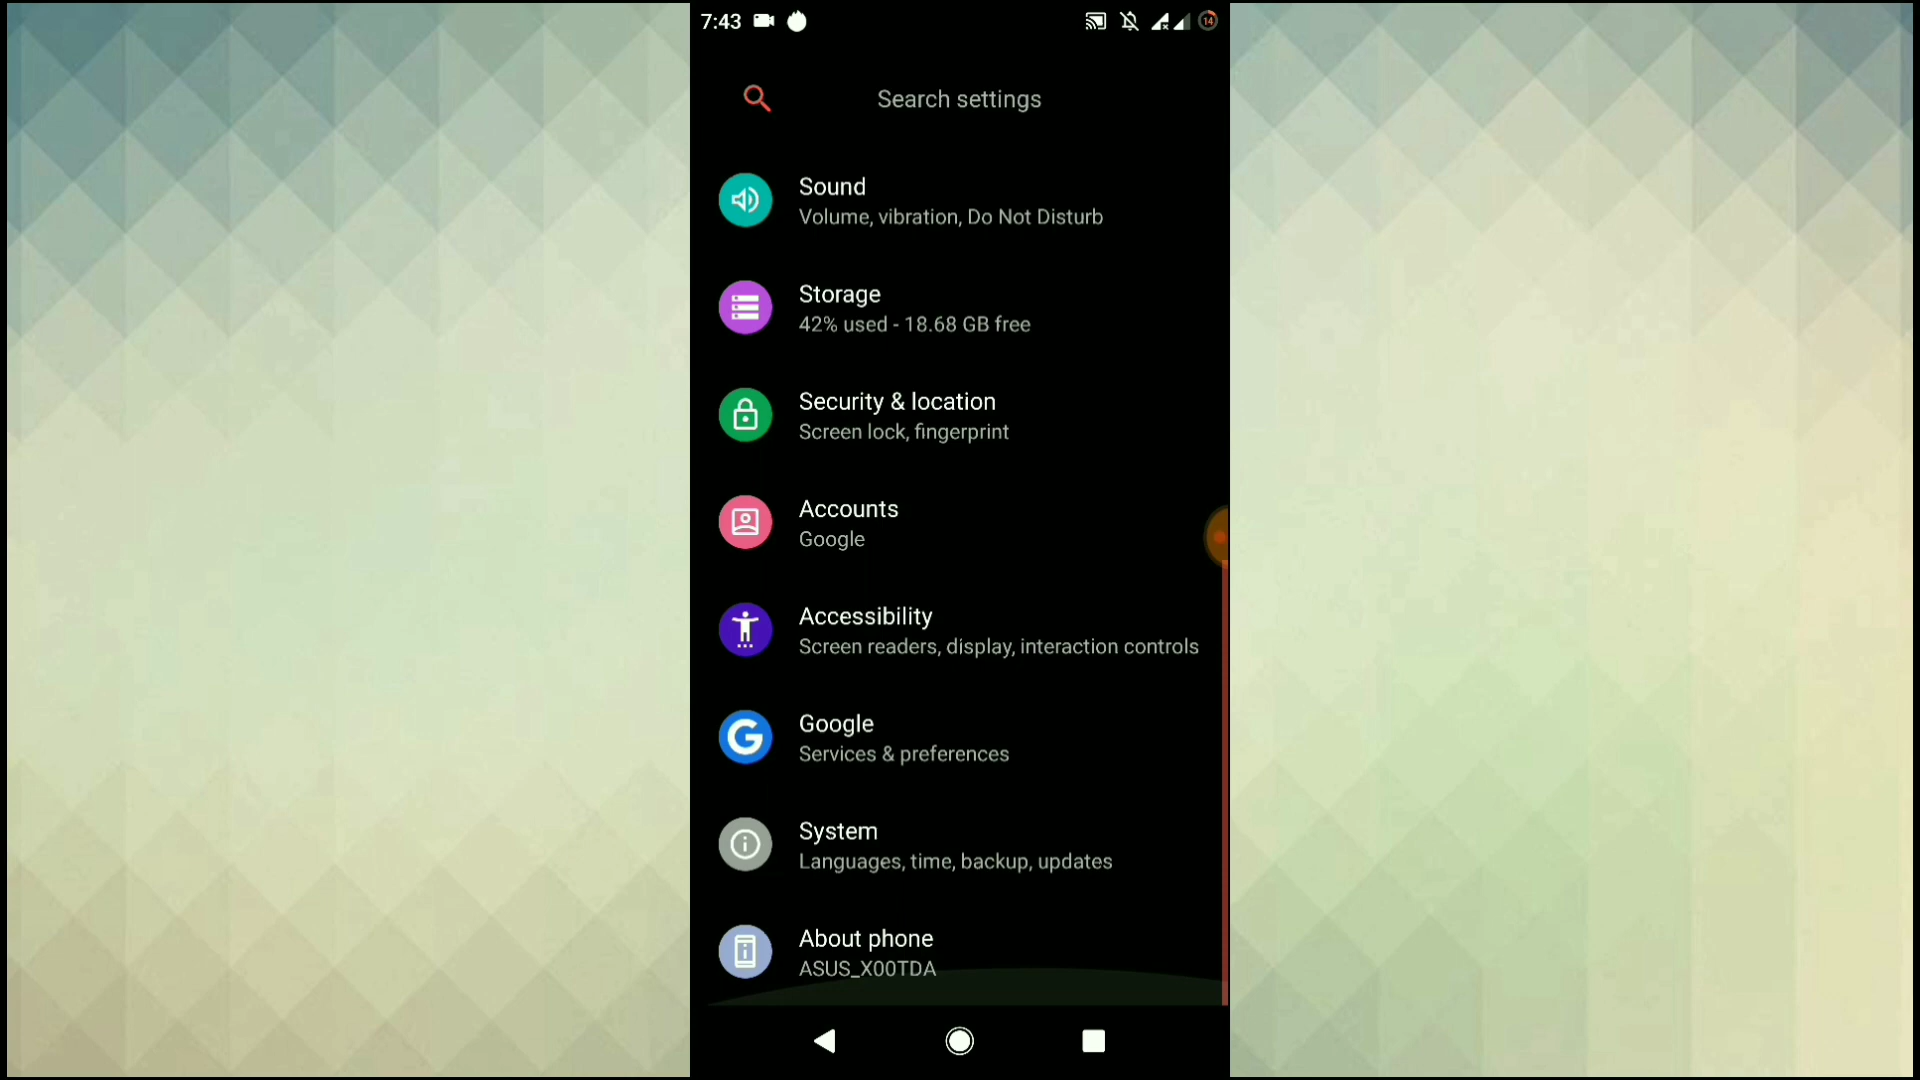 7:43
14
Search settings
Sound
Volume, vibration, Do Not Disturb
Storage
42% used - 18.68 GB free
Security & location
Screen lock, fingerprint
Accounts
Google
Accessibility
Screen readers, display, interaction controls
Google
Services & preferences
System
Languages, time, backup, updates
About phone
ASUS_X00TDA